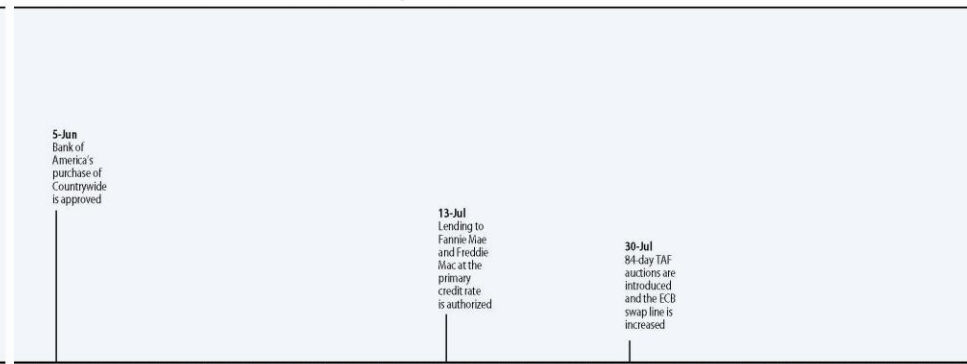 5-Jun
Bank of
America's
purchase of
Countrywide
is approved
13-Jul
Lending to
Fannie Mae
and Freddie
Mac at the
primary
credit rate
is authorized
30-Jul
84-day TAF
auctions are
introduced
and the ECB
swap line is
increased